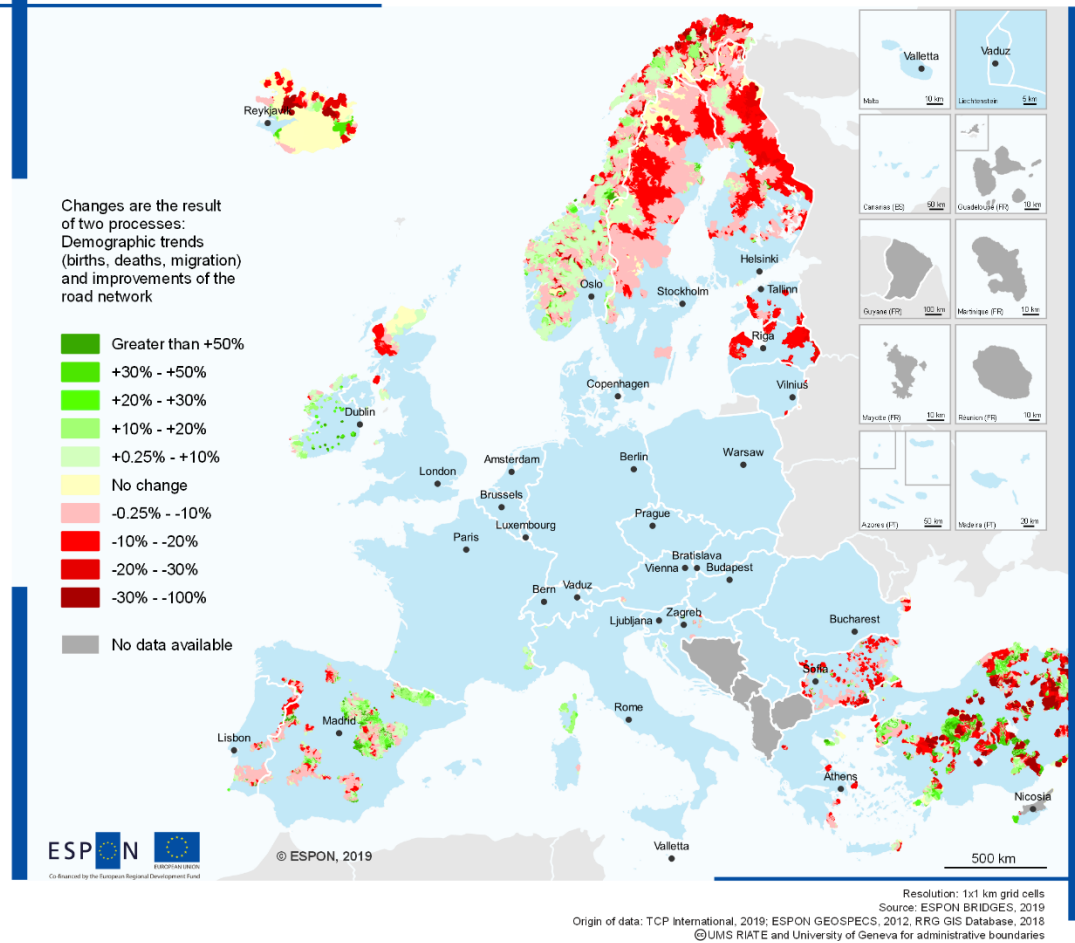 Reykjavik
Valletta
Malta
10 km
Vaduz
Liechtenstein
5 km
Canarias (ES)
50 km
Guadeloupe (FR)
10 km
Guyane (FR)
100 km
Martinique (FR)
10 km
Mayotte (FR)
10 km
Réunion (FR)
10 km
Azores (PT)
50 km
Madeira (PT)
20 km
Changes are the result
of two processes:
Demographic trends
(births, deaths, migration)
and improvements of the
road network
Greater than +50%
+30% - +50%
+20% - +30%
+10% - +20%
+0.25% - +10%
No change
-0.25% - -10%
-10% - -20%
-20% - -30%
-30% - -100%
No data available
Helsinki
Oslo
Tallinn
Stockholm
Riga
Copenhagen
Vilnius
Dublin
London
Amsterdam
Berlin
Warsaw
Brussels
Luxembourg
Prague
Paris
Bratislava
Vienna
Budapest
Bern
Vaduz
Ljubljana
Zagreb
Bucharest
Sofia
Madrid
Lisbon
Rome
Athens
Nicosia
Valletta
ESPON
EUROPEAN UNION
Co-financed by the European Regional Development Fund
© ESPON, 2019
500 km
Resolution: 1x1 km grid cells
Source: ESPON BRIDGES, 2019
Origin of data: TCP International, 2019; ESPON GEOSPECS, 2012, RRG GIS Database, 2018
©UMS RIATE and University of Geneva for administrative boundaries